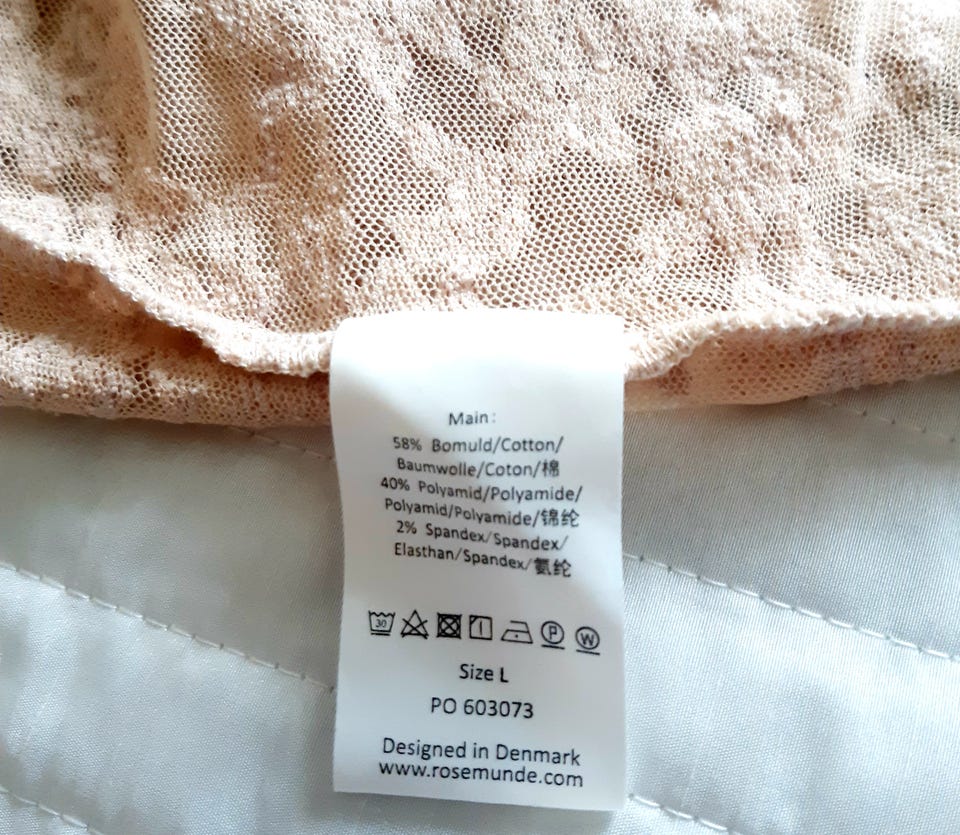 Main:
58% Bomuld/Cotton/
Baumwolle/Coton/棉
40% Polyamid/Polyamide/
Polyamid/Polyamide/锦纶
2% Spandex/Spandex/
Elasthan/Spandex/氨纶
30 P W
Size L
PO 603073
Designed in Denmark
www.rosemunde.com